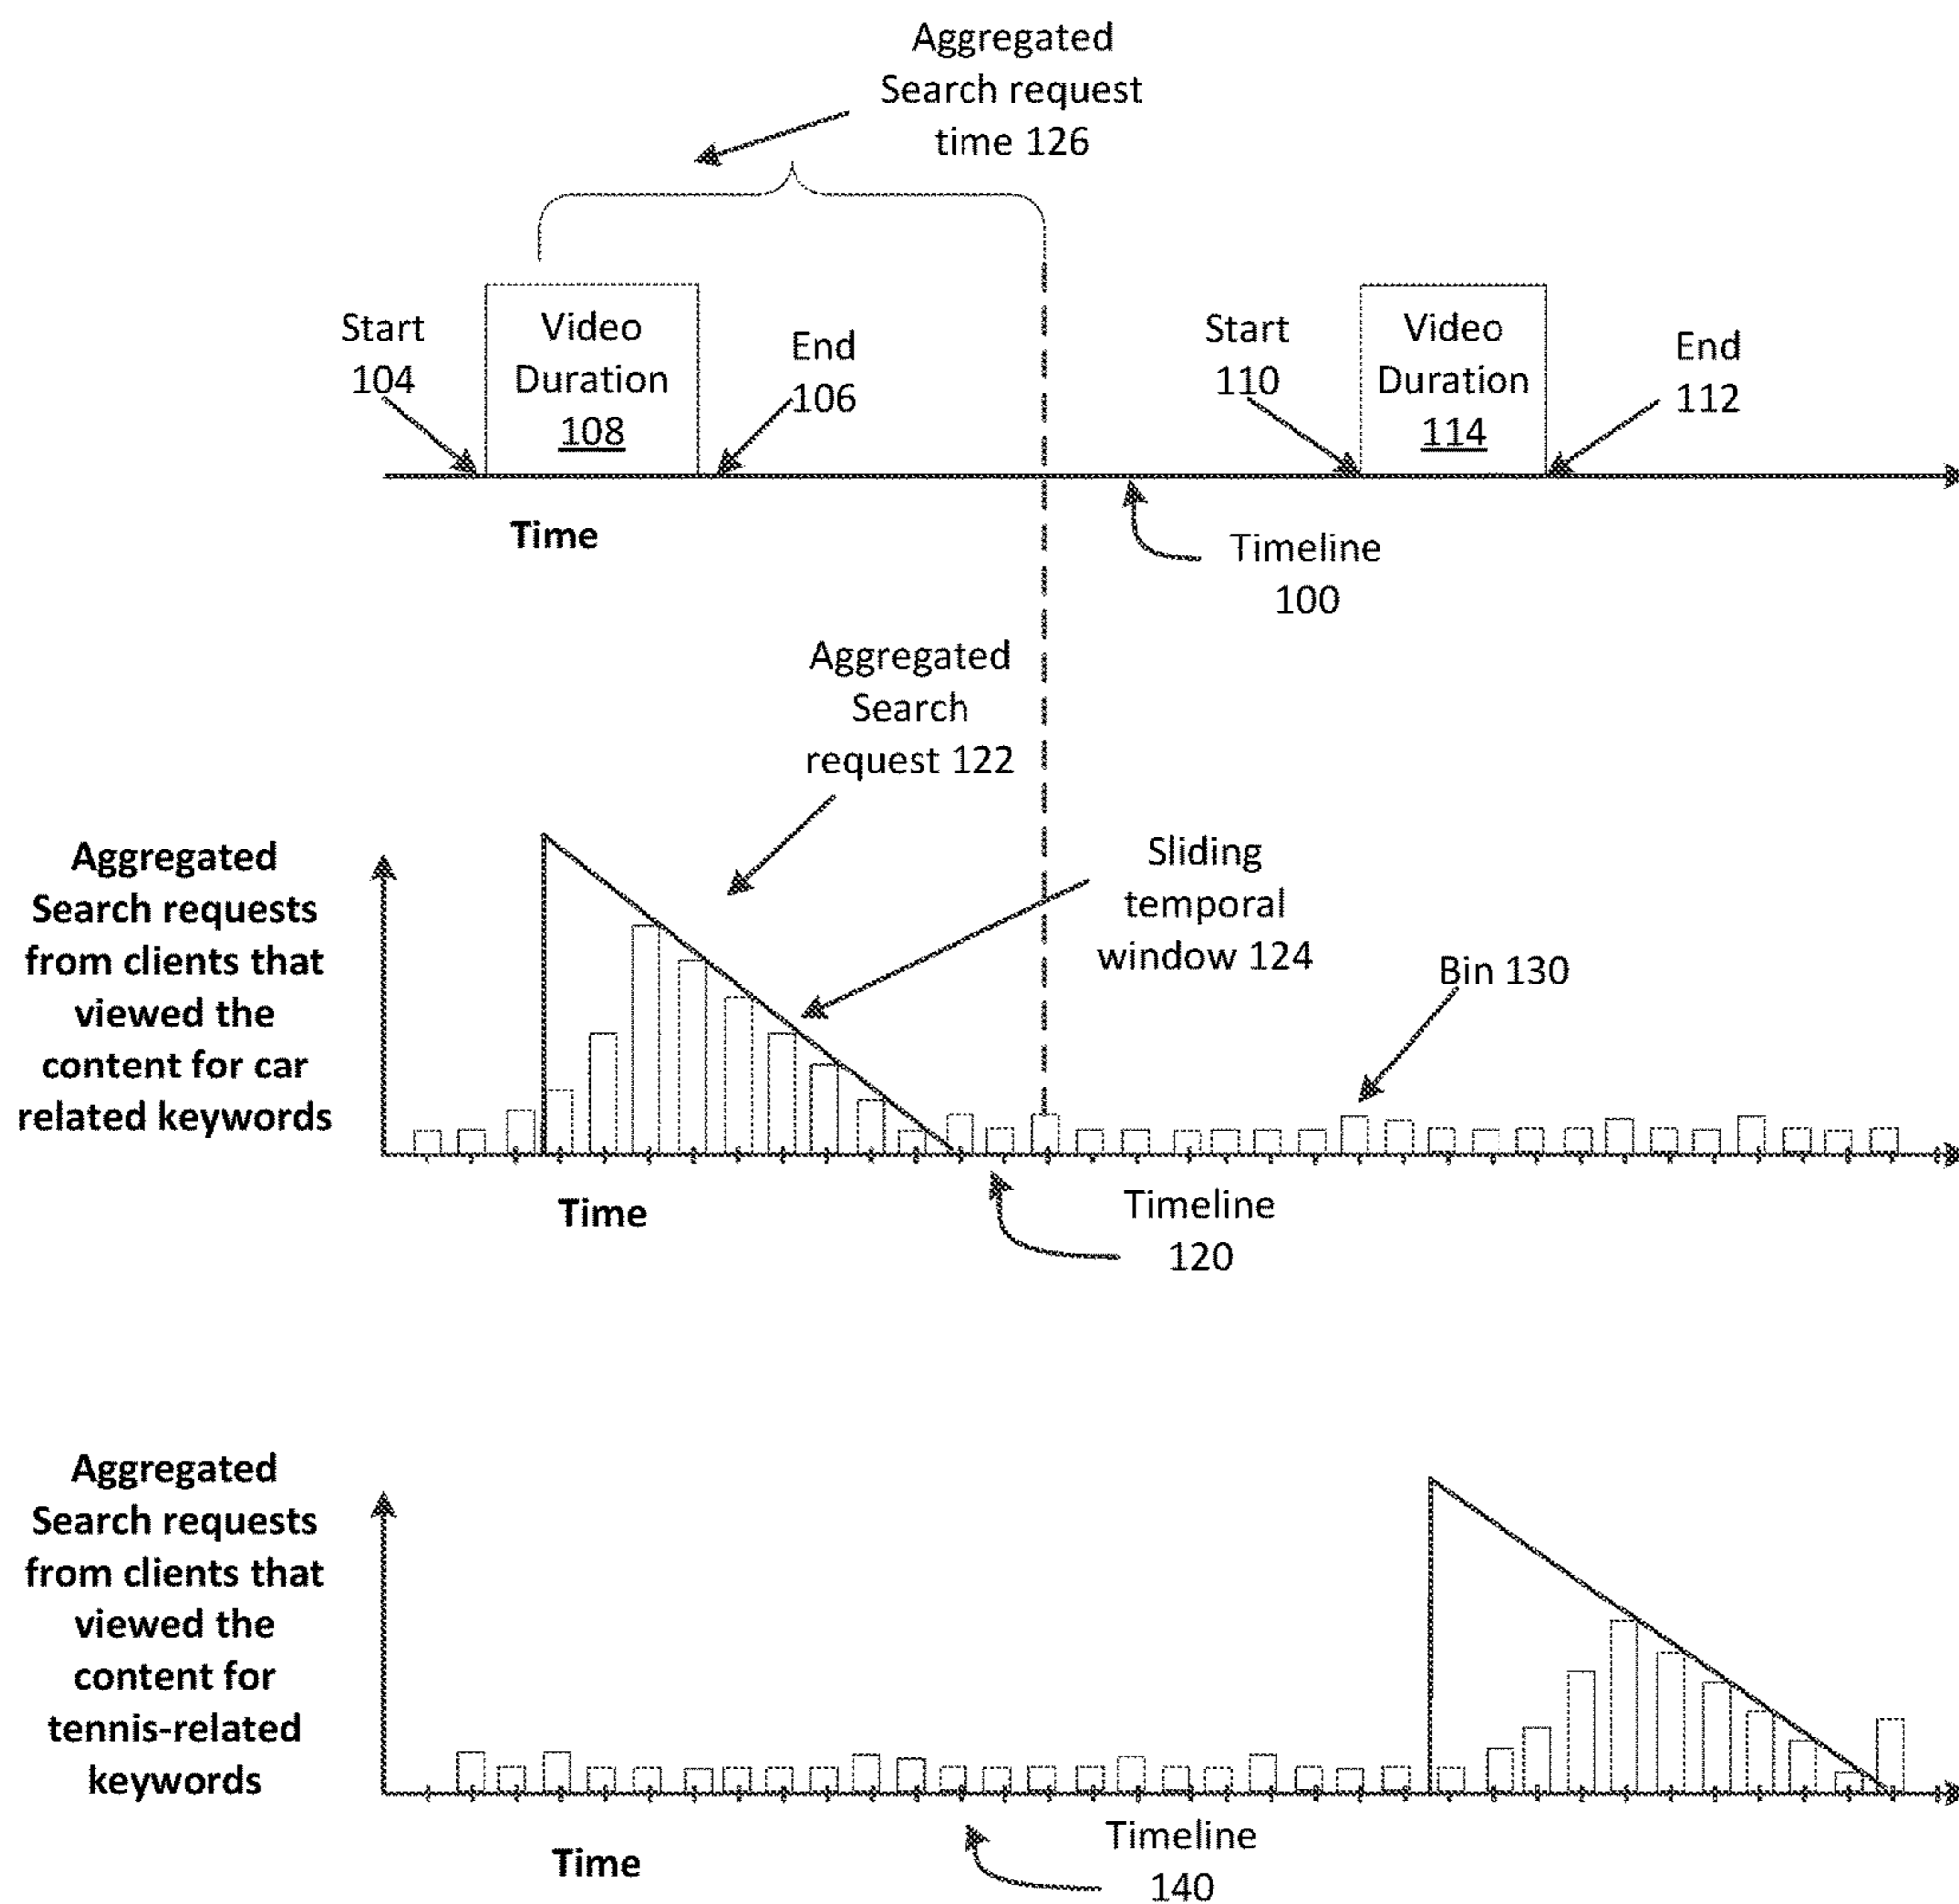 Aggregated
Search request
time 126
Start
104
Video
Duration
108
End
106
Start
110
Video
Duration
114
End
112
Time
Timeline
100
Aggregated
Search
request 122
Aggregated
Search requests
from clients that
viewed the
content for car
related keywords
Sliding
temporal
window 124
Bin 130
Time
Timeline
120
Aggregated
Search requests
from clients that
viewed the
content for
tennis-related
keywords
Time
Timeline
140